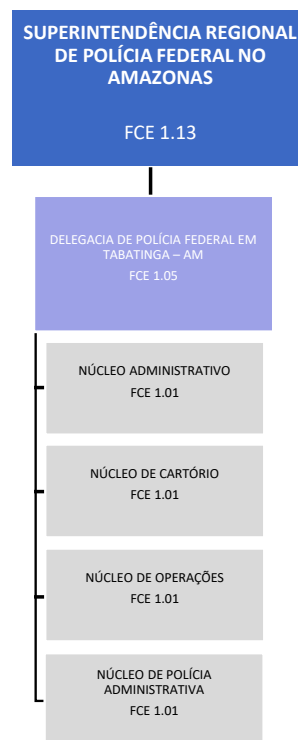 SUPERINTENDÊNCIA REGIONAL
DE POLÍCIA FEDERAL NO
AMAZONAS
FCE 1.13
DELEGACIA DE POLÍCIA FEDERAL EM
TABATINGA – AM
FCE 1.05
NÚCLEO ADMINISTRATIVO
FCE 1.01
NÚCLEO DE CARTÓRIO
FCE 1.01
NÚCLEO DE OPERAÇÕES
FCE 1.01
NÚCLEO DE POLÍCIA
ADMINISTRATIVA
FCE 1.01